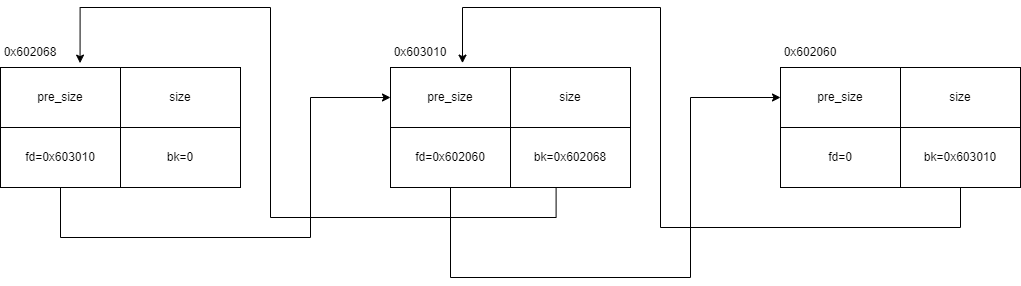 0x602068
0x603010
0x602060
pre_size
size
pre_size
size
pre_size
size
fd=0x603010
bk=0
fd=0x602060
bk=0x602068
fd=0
bk=0x603010